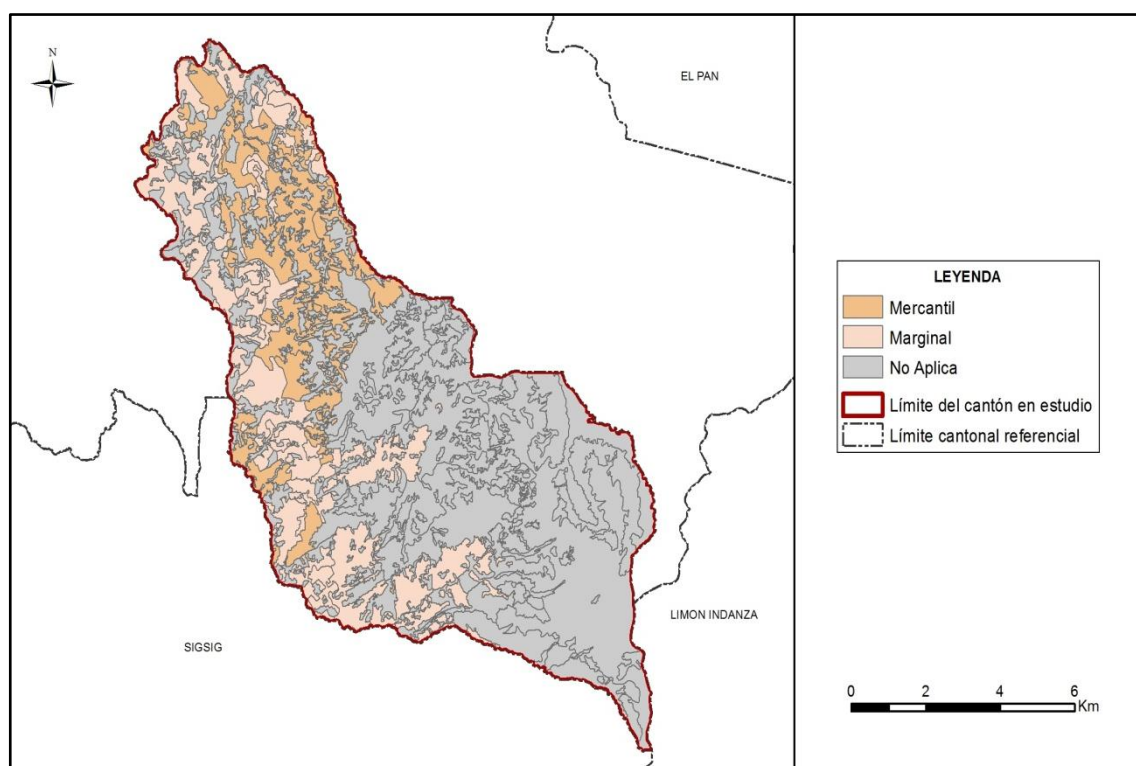 N
EL PAN
LEYENDA
Mercantil
Marginal
No Aplica
Límite del cantón en estudio
Límite cantonal referencial
LIMON INDANZA
SIGSIG
0 2 4 6
Km